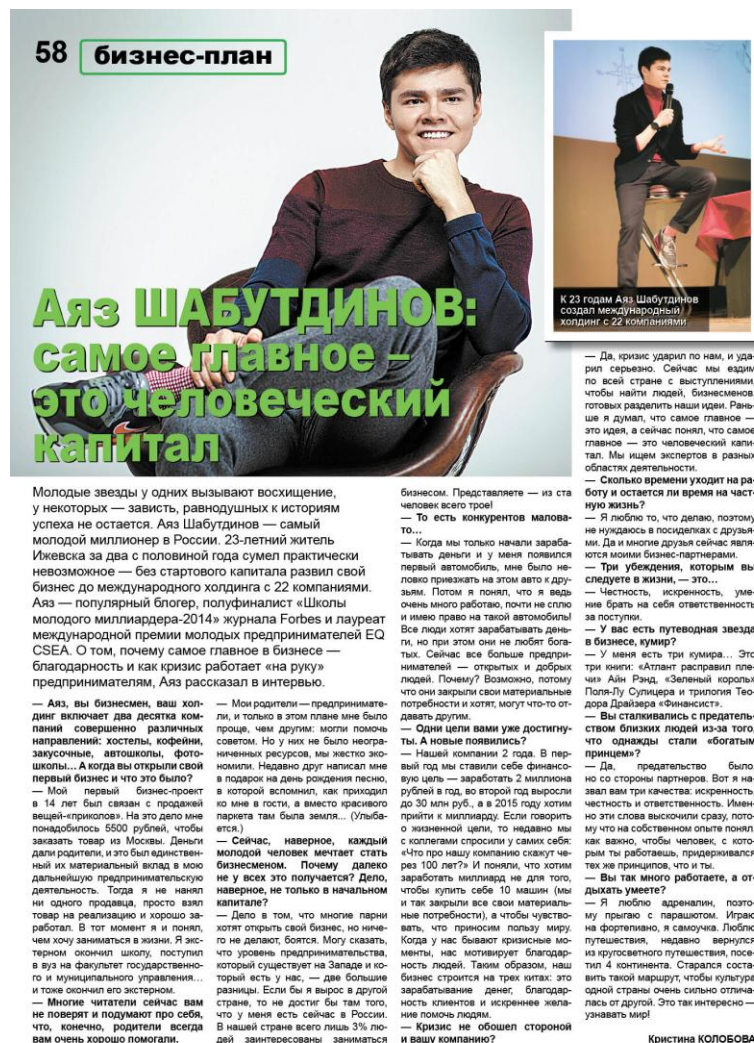 58
бизнес-план
К 23 годам Аяз Шабутдинов
создал международный
холдинг с 22 компаниями
Аяз ШАБУТДИНОВ:
самое главное –
это человеческий
капитал
Молодые звезды у одних вызывают восхищение,
у некоторых — зависть, равнодушных к историям
успеха не остается. Аяз Шабутдинов — самый
молодой миллионер в России. 23-летний житель
Ижевска за два с половиной года сумел практически
невозможное — без стартового капитала развил свой
бизнес до международного холдинга с 22 компаниями.
Аяз — популярный блогер, полуфиналист «Школы
молодого миллиардера-2014» журнала Forbes и лауреат
международной премии молодых предпринимателей EQ
CSEA. О том, почему самое главное в бизнесе —
благодарность и как кризис работает «на руку»
предпринимателям, Аяз рассказал в интервью.
— Аяз, вы бизнесмен, ваш хол-
динг включает два десятка ком-
паний совершенно различных
направлений: хостелы, кофейни,
закусочные, автошколы, фото-
школы... А когда вы открыли свой
первый бизнес и что это было?
— Мой первый бизнес-проект
в 14 лет был связан с продажей
вещей-«приколов». На это дело мне
понадобилось 5500 рублей, чтобы
заказать товар из Москвы. Деньги
дали родители, и это был единствен-
ный их материальный вклад в мою
дальнейшую предпринимательскую
деятельность. Тогда я не нанял
ни одного продавца, просто взял
товар на реализацию и хорошо за-
работал. В тот момент я и понял,
чем хочу заниматься в жизни. Я экс-
терном окончил школу, поступил
в вуз на факультет государственно-
го и муниципального управления...
и тоже окончил его экстерном.
— Многие читатели сейчас вам
не поверят и подумают про себя,
что, конечно, родители всегда
вам очень хорошо помогали.
— Мои родители — предпринимате-
ли, и только в этом плане мне было
проще, чем другим: могли помочь
советом. Но у них не было неогра-
ниченных ресурсов, мы жестко эко-
номили. Недавно друг написал мне
в подарок на день рождения песню,
в которой вспомнил, как приходил
ко мне в гости, а вместо красивого
паркета там была земля... (Улыба-
ется.)
— Сейчас, наверное, каждый
молодой человек мечтает стать
бизнесменом. Почему далеко
не у всех это получается? Дело,
наверное, не только в начальном
капитале?
— Дело в том, что многие парни
хотят открыть свой бизнес, но ниче-
го не делают, боятся. Могу сказать,
что уровень предпринимательства,
который существует на Западе и ко-
торый есть у нас, — две большие
разницы. Если бы я вырос в другой
стране, то не достиг бы там того,
что у меня есть сейчас в России.
В нашей стране всего лишь 3% лю-
дей заинтересованы заниматься
бизнесом. Представляете — из ста
человек всего трое!
— То есть конкурентов малова-
то...
— Когда мы только начали зараба-
тывать деньги и у меня появился
первый автомобиль, мне было не-
ловко приезжать на этом авто к дру-
зьям. Потом я понял, что я ведь
очень много работаю, почти не сплю
и имею право на такой автомобиль!
Все люди хотят зарабатывать день-
ги, но при этом они не любят бога-
тых. Сейчас все больше предпри-
нимателей — открытых и добрых
людей. Почему? Возможно, потому
что они закрыли свои материальные
потребности и хотят, могут что-то от-
давать другим.
— Одни цели вами уже достигну-
ты. А новые появились?
— Нашей компании 2 года. В пер-
вый год мы ставили себе финансо-
вую цель — заработать 2 миллиона
рублей в год, во второй год выросли
до 30 млн руб., а в 2015 году хотим
прийти к миллиарду. Если говорить
о жизненной цели, то недавно мы
с коллегами спросили у самих себя:
«Что про нашу компанию скажут че-
рез 100 лет?» И поняли, что хотим
заработать миллиард не для того,
чтобы купить себе 10 машин (мы
и так закрыли все свои материаль-
ные потребности), а чтобы чувство-
вать, что приносим пользу миру.
Когда у нас бывают кризисные мо-
менты, нас мотивирует благодар-
ность людей. Таким образом, наш
бизнес строится на трех китах: это
зарабатывание денег, благодар-
ность клиентов и искреннее жела-
ние помочь людям.
— Кризис не обошел стороной
и вашу компанию?
— Да, кризис ударил по нам, и уда-
рил серьезно. Сейчас мы ездим
по всей стране с выступлениями,
чтобы найти людей, бизнесменов,
готовых разделить наши идеи. Рань-
ше я думал, что самое главное —
это идея, а сейчас понял, что самое
главное — это человеческий капи-
тал. Мы ищем экспертов в разных
областях деятельности.
— Сколько времени уходит на ра-
боту и остается ли время на част-
ную жизнь?
— Я люблю то, что делаю, поэтому
не нуждаюсь в посиделках с друзья-
ми. Да и многие друзья сейчас явля-
ются моими бизнес-партнерами.
— Три убеждения, которым вы
следуете в жизни, — это...
— Честность, искренность, уме-
ние брать на себя ответственность
за поступки.
— У вас есть путеводная звезда
в бизнесе, кумир?
— У меня есть три кумира... Это
три книги: «Атлант расправил пле-
чи» Айн Рэнд, «Зеленый король»
Поля-Лу Сулицера и трилогия Тео-
дора Драйзера «Финансист».
— Вы сталкивались с предатель-
ством близких людей из-за того,
что однажды стали «богатым
принцем»?
— Да, предательство было,
но со стороны партнеров. Вот я на-
звал вам три качества: искренность,
честность и ответственность. Имен-
но эти слова выскочили сразу, пото-
му что на собственном опыте понял,
как важно, чтобы человек, с кото-
рым ты работаешь, придерживался
тех же принципов, что и ты.
— Вы так много работаете, а от-
дыхать умеете?
— Я люблю адреналин, поэто-
му прыгаю с парашютом. Играю
на фортепиано, я самоучка. Люблю
путешествия, недавно вернулся
из кругосветного путешествия, посе-
тил 4 континента. Старался соста-
вить такой маршрут, чтобы культура
одной страны очень сильно отлича-
лась от другой. Это так интересно —
узнавать мир!
Кристина КОЛОБОВА